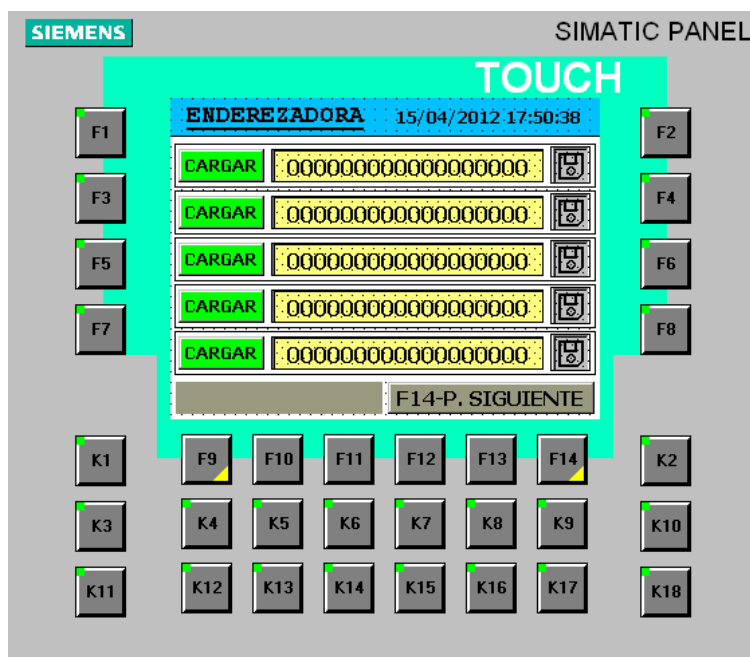 SIEMENS
SIMATIC PANEL
TOUCH
ENDEREZADORA 15/04/2012 17:50:38
F1 F2
CARGAR 000000000000000000
F3 F4
CARGAR 000000000000000000
F5 F6
CARGAR 000000000000000000
CARGAR 000000000000000000
F7 F8
CARGAR 000000000000000000
F14-P. SIGUIENTE
K1 F9 F10 F11 F12 F13 F14 K2
K3 K4 K5 K6 K7 K8 K9 K10
K11 K12 K13 K14 K15 K16 K17 K18